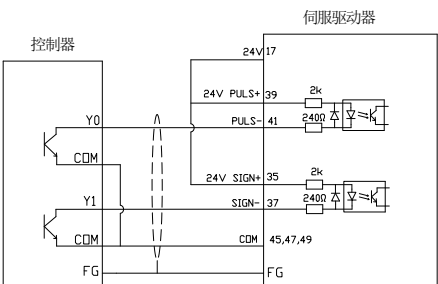 伺服驱动器
控制器
24V 17
24V PULS+ 39 2k
Y0 PULS- 41 240Ω
COM
24V SIGN+ 35 2k
Y1 SIGN- 37 240Ω
COM COM 45,47,49
FG FG